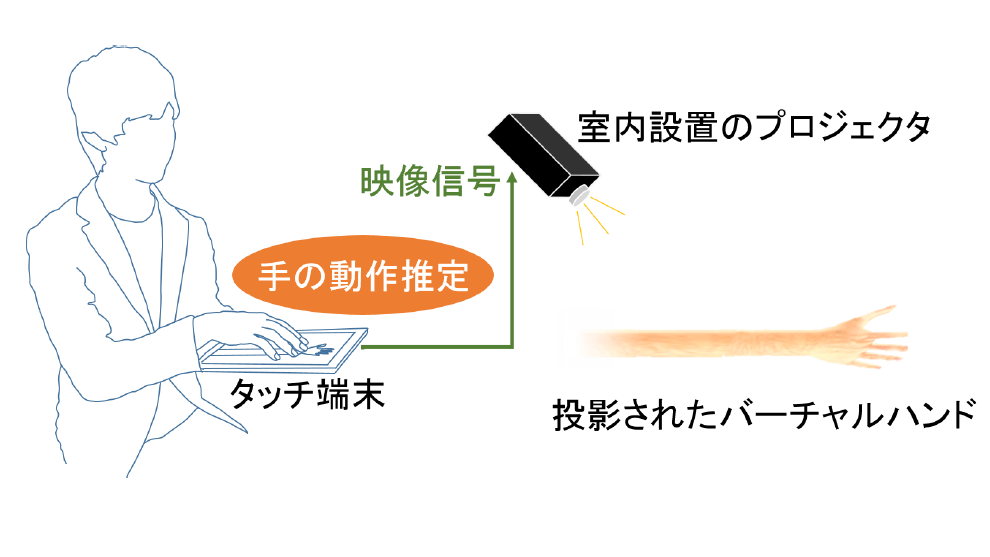 室内設置のプロジェクタ
映像信号
手の動作推定
タッチ端末
投影されたバーチャルハンド